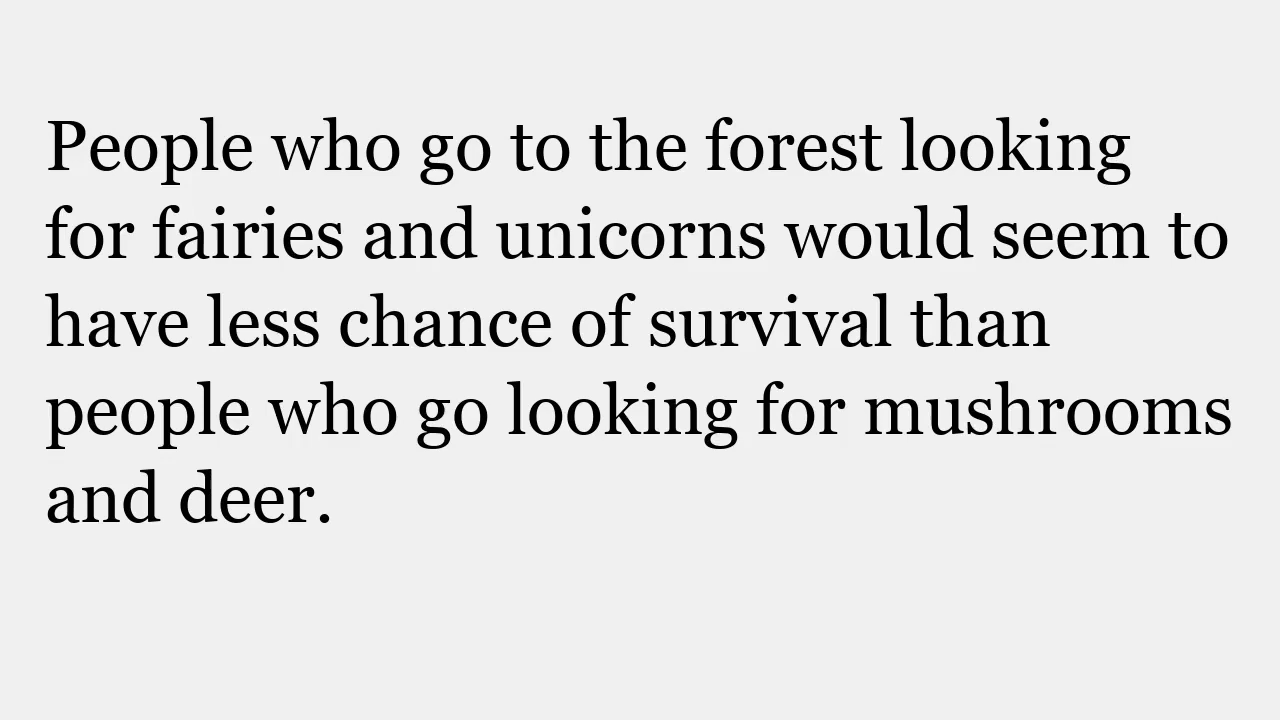 People who go to the forest looking
for fairies and unicorns would seem to
have less chance of survival than
people who go looking for mushrooms
and deer.